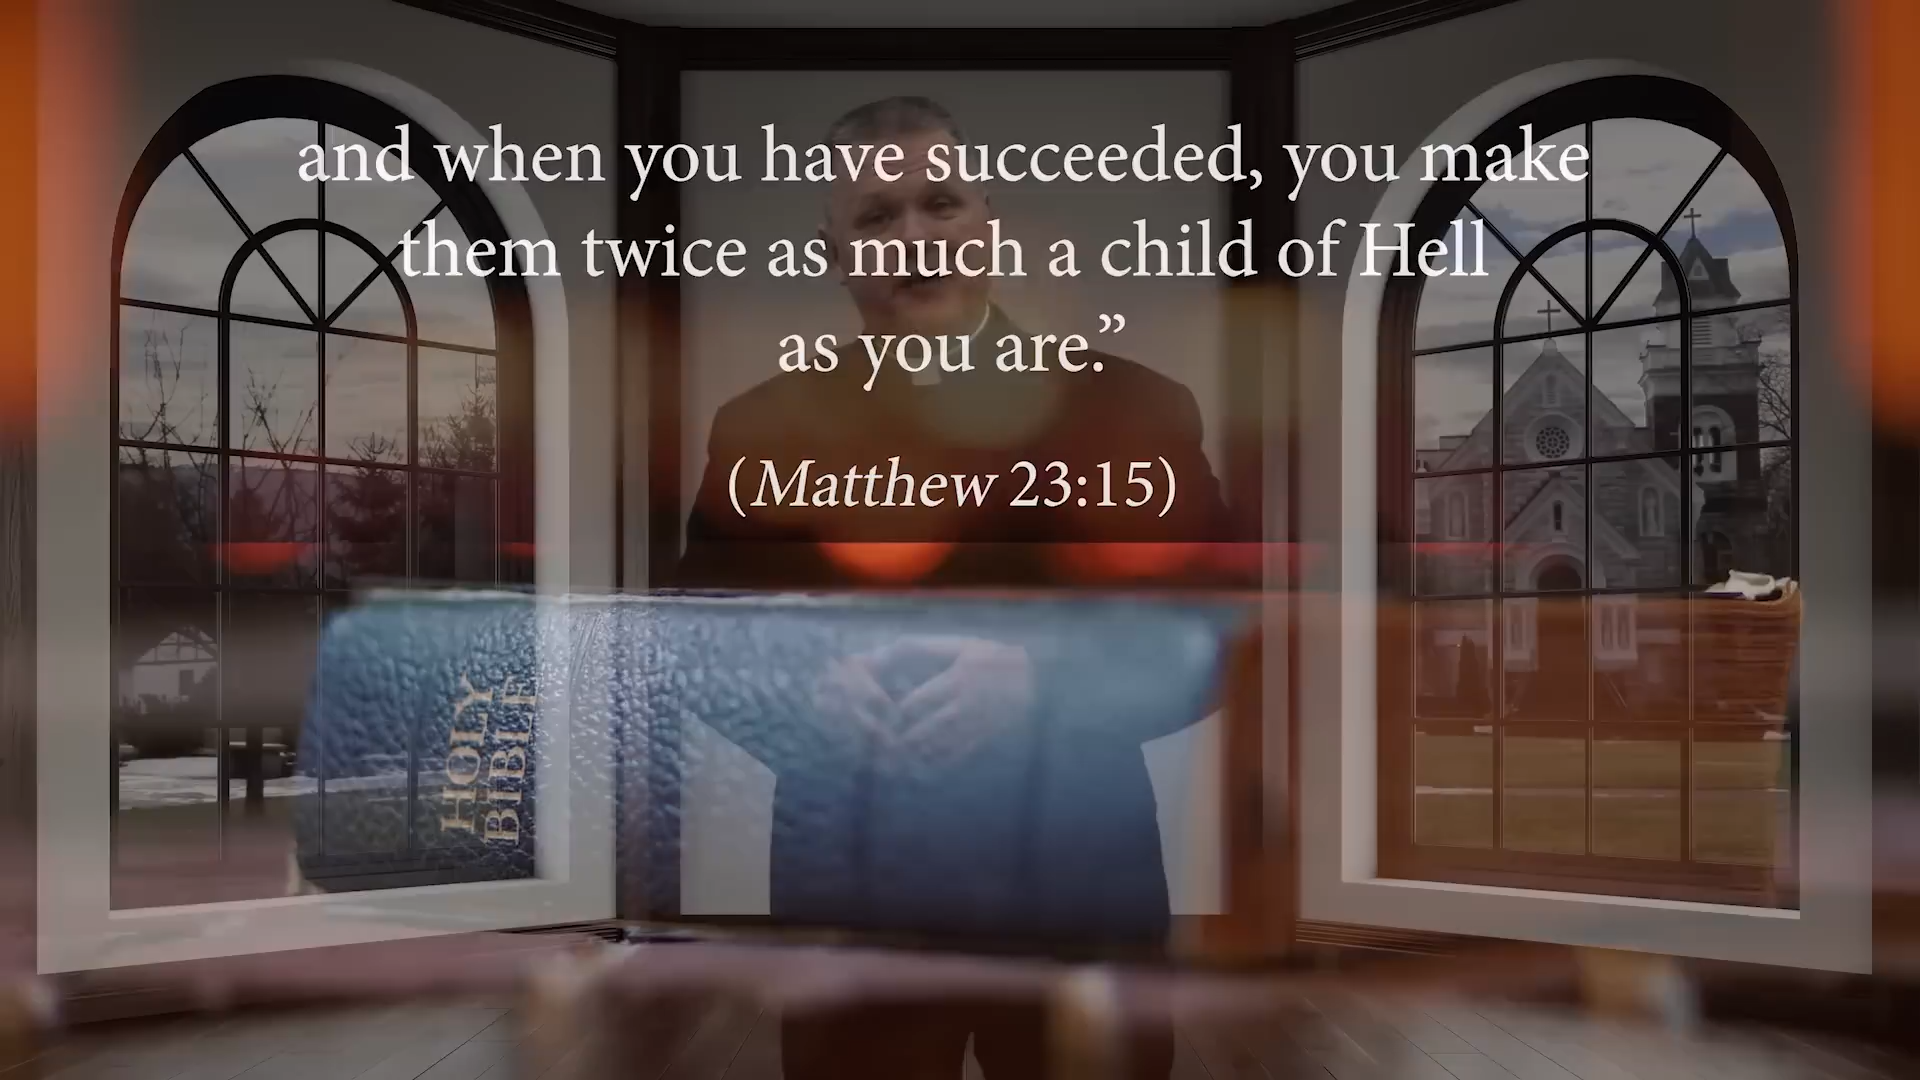 and when you have succeeded, you make
them twice as much a child of Hell
as you are.”
(Matthew 23:15)
HOLY
BIBLE